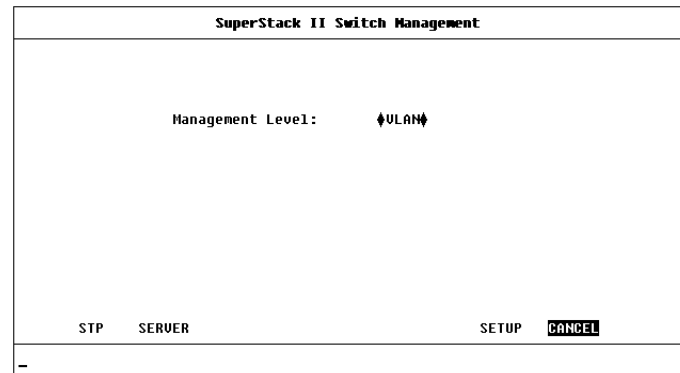 SuperStack II Switch Management
Management Level: ♦VLAN♦
STP SERVER SETUP CANCEL